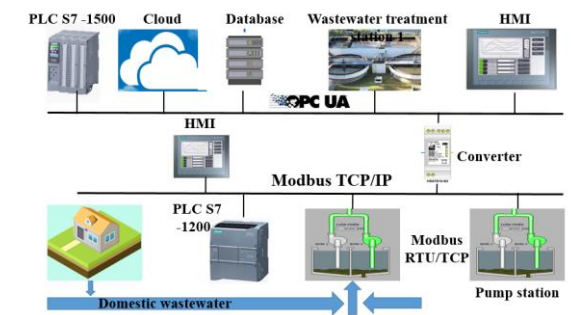 PLC S7 -1500
Cloud
Database
Wastewater treatment
station 1
HMI
OPC UA
HMI
Converter
Modbus TCP/IP
PLC S7
-1200
Modbus
RTU/TCP
Pump station
Domestic wastewater